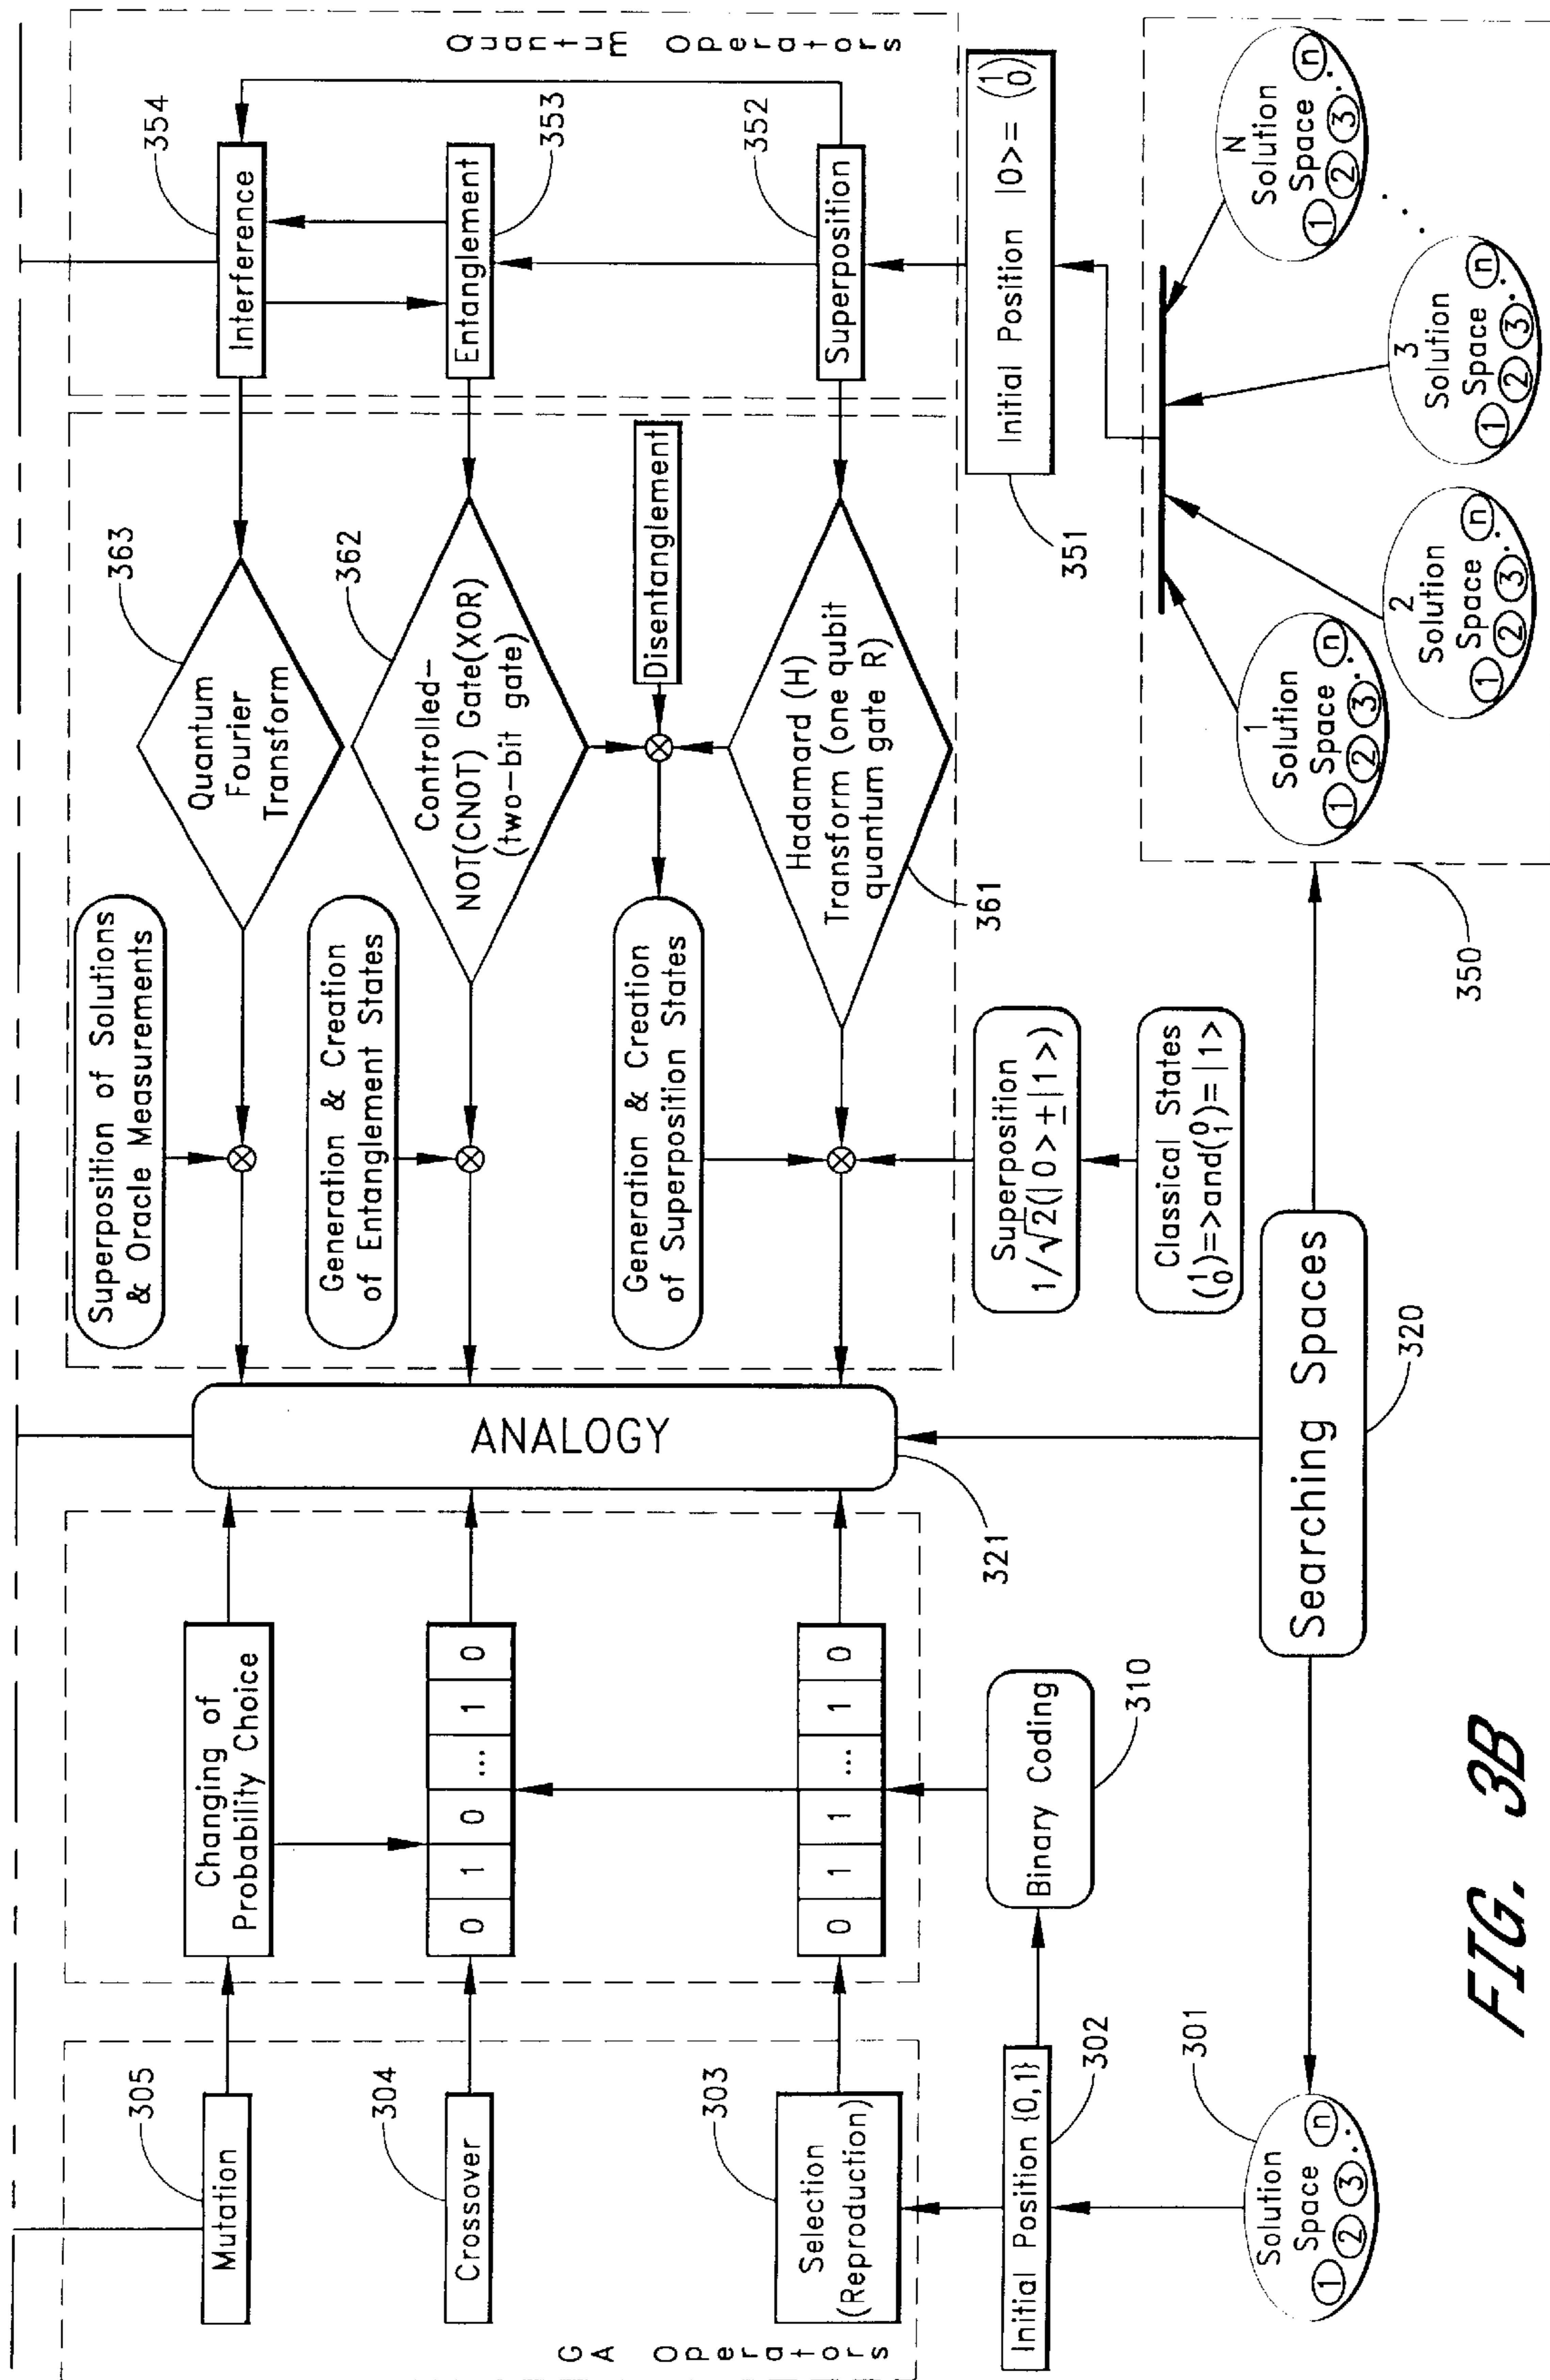 GA Operators
Mutation
305
Crossover
304
Selection
(Reproduction)
303
Initial Position {0,1}
302
Solution
Space
1 2 3 . . n
301
Changing of
Probability Choice
0 1 0 ... 1 0
0 1 1 ... 1 0
Binary Coding
310
ANALOGY
321
Searching Spaces
320
Superposition of Solutions
& Oracle Measurements
Generation & Creation
of Entanglement States
Generation & Creation
of Superposition States
Superposition
1/√2(|0>±|1>)
Classical States
(1 0)=>and(0 1)=|1>
Quantum
Fourier
Transform
363
Controlled-
NOT(CNOT) Gate(XOR)
(two-bit gate)
362
Disentanglement
Hadamard (H)
Transform (one qubit
quantum gate R)
361
Interference
354
Entanglement
353
Superposition
352
Quantum Operators
Initial Position |0>= (1 0)
351
1
Solution
Space
1 2 3 . . n
2
Solution
Space
1 2 3 . . n
3
Solution
Space
1 2 3 . . n
. . .
N
Solution
Space
1 2 3 . . n
350
FIG. 3B